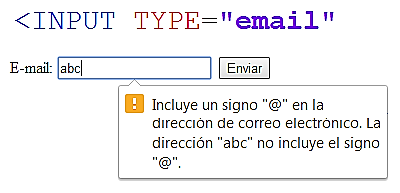 <INPUT TYPE="email"
E-mail: abc Enviar
! Incluye un signo "@" en la
dirección de correo electrónico. La
dirección "abc" no incluye el signo
"@".